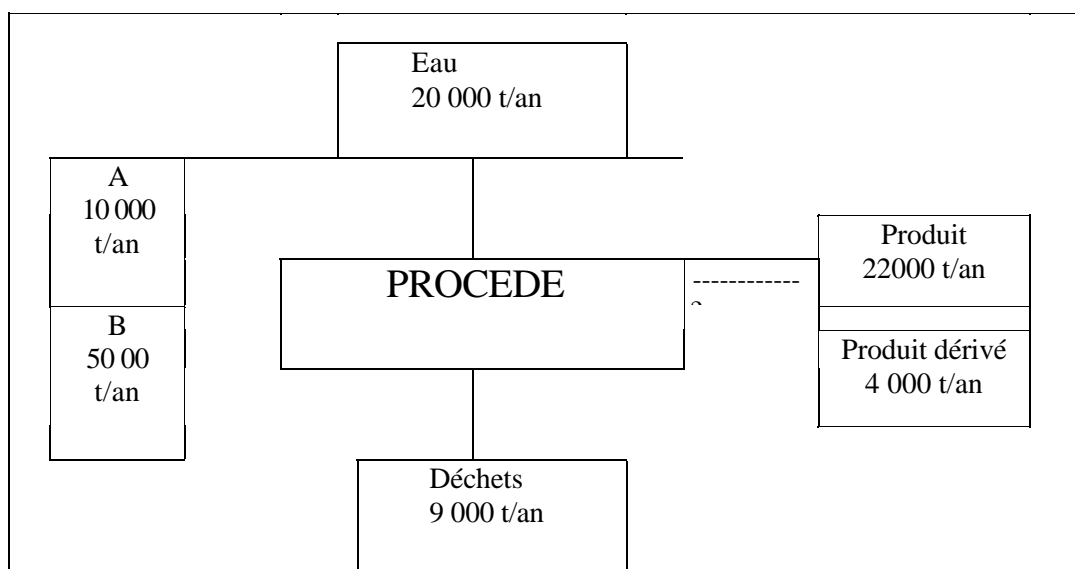 Eau
20 000 t/an
A
10 000
t/an
PROCEDE
------------
Produit
22000 t/an
B
50 00
t/an
Produit dérivé
4 000 t/an
Déchets
9 000 t/an